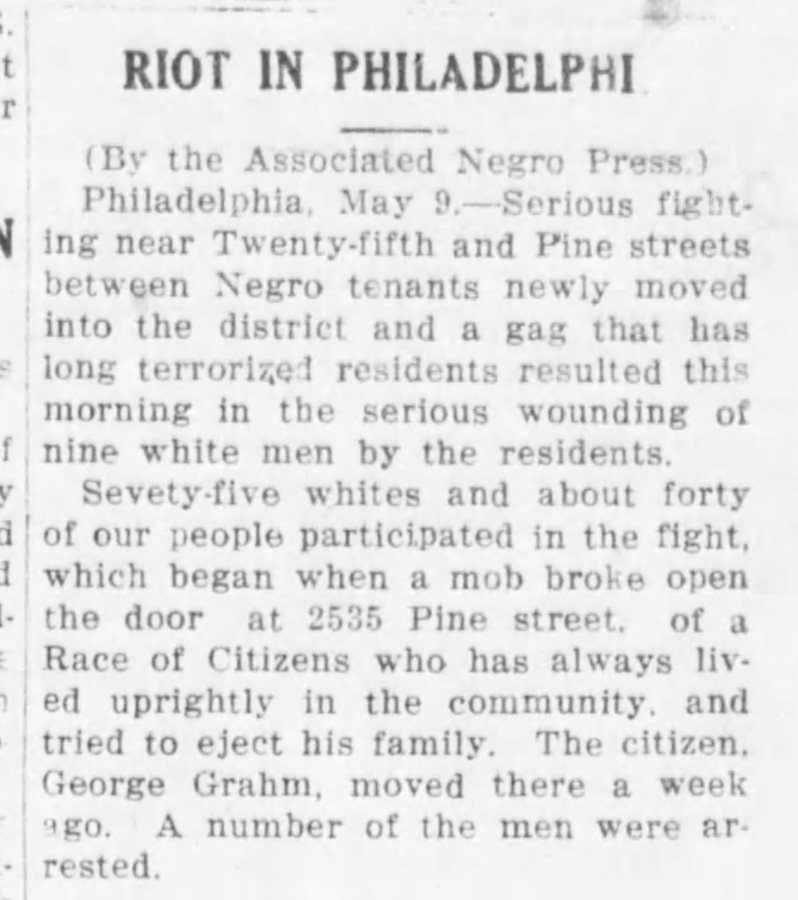 RIOT IN PHILADELPHI
(By the Associated Negro Press.)
Philadelphia, May 9.—Serious fight-
ing near Twenty-fifth and Pine streets
between Negro tenants newly moved
into the district and a gag that has
long terrorized residents resulted this
morning in the serious wounding of
nine white men by the residents.
Sevety-five whites and about forty
of our people participated in the fight,
which began when a mob broke open
the door at 2535 Pine street. of a
Race of Citizens who has always liv-
ed uprightly in the community, and
tried to eject his family. The citizen,
George Grahm, moved there a week
ago. A number of the men were ar-
rested.